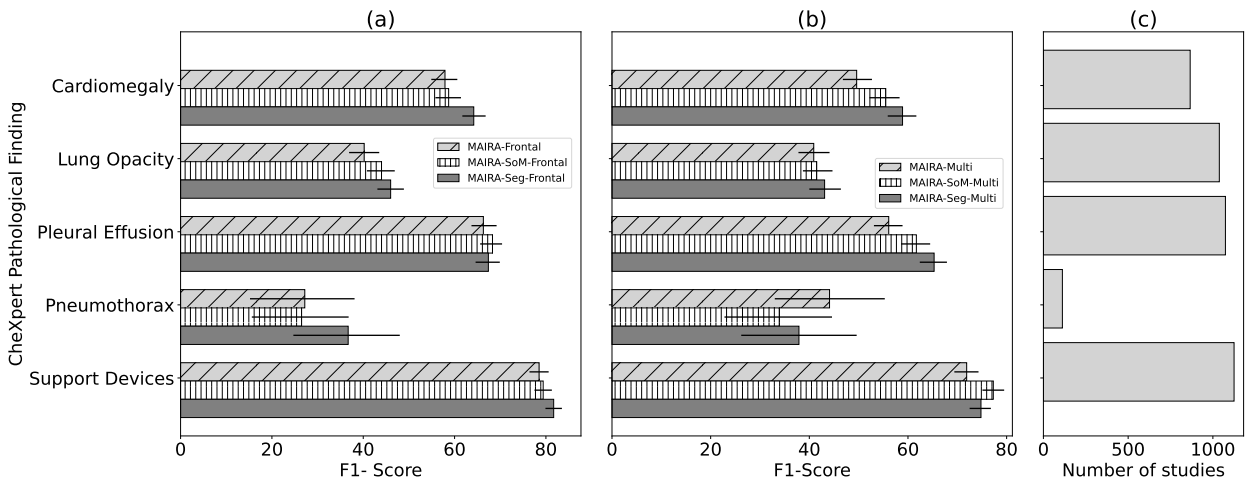 (a)
(b)
(c)
CheXpert Pathological Finding
Cardiomegaly
Lung Opacity
Pleural Effusion
Pneumothorax
Support Devices
MAIRA-Frontal
MAIRA-SoM-Frontal
MAIRA-Seg-Frontal
MAIRA-Multi
MAIRA-SoM-Multi
MAIRA-Seg-Multi
0 20 40 60 80
0 20 40 60 80
0 500 1000
F1- Score
F1-Score
Number of studies